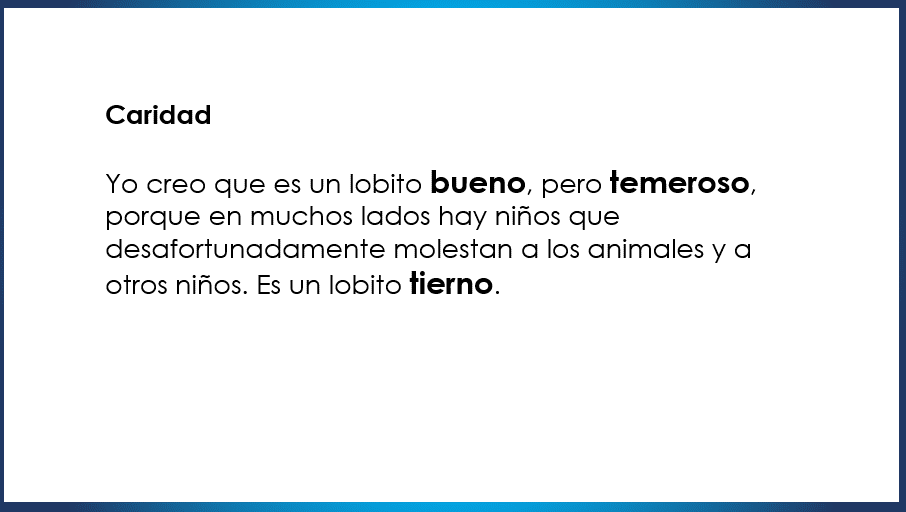 Caridad
Yo creo que es un lobito bueno, pero temeroso,
porque en muchos lados hay niños que
desafortunadamente molestan a los animales y a
otros niños. Es un lobito tierno.